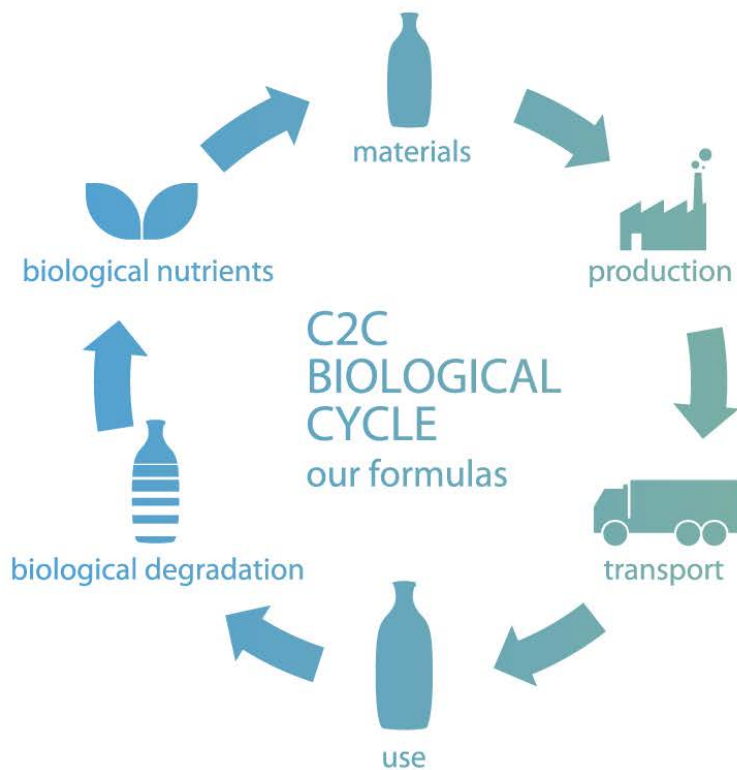 materials
production
transport
use
biological degradation
biological nutrients
C2C
BIOLOGICAL
CYCLE
our formulas